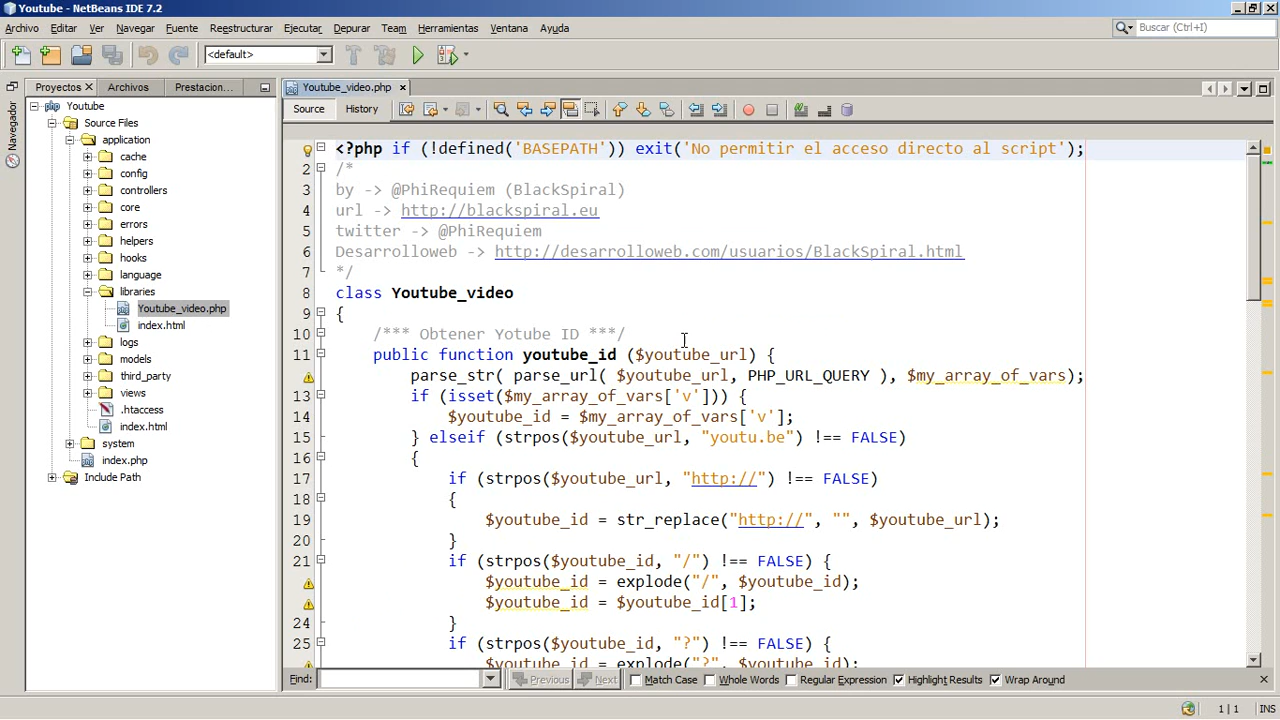 Youtube - NetBeans IDE 7.2
Archivo Editar Ver Navegar Fuente Reestructurar Ejecutar Depurar Team Herramientas Ventana Ayuda
Buscar (Ctrl+I)
<default>
Proyectos Archivos Prestacion...
Youtube_video.php
Navegador
Source History
Youtube
Source Files
application
cache
config
controllers
core
errors
helpers
hooks
language
libraries
Youtube_video.php
index.html
logs
models
third_party
views
.htaccess
index.html
system
index.php
Include Path
<?php if (!defined('BASEPATH')) exit('No permitir el acceso directo al script');
2 /*
3 by -> @PhiRequiem (BlackSpiral)
4 url -> http://blackspiral.eu
5 twitter -> @PhiRequiem
6 Desarrolloweb -> http://desarrolloweb.com/usuarios/BlackSpiral.html
7 */
8 class Youtube_video
9 {
10 /*** Obtener Yotube ID ***/
11 public function youtube_id ($youtube_url) {
parse_str( parse_url( $youtube_url, PHP_URL_QUERY ), $my_array_of_vars);
13 if (isset($my_array_of_vars['v'])) {
14 $youtube_id = $my_array_of_vars['v'];
15 } elseif (strpos($youtube_url, "youtu.be") !== FALSE)
16 {
17 if (strpos($youtube_url, "http://") !== FALSE)
18 {
19 $youtube_id = str_replace("http://", "", $youtube_url);
20 }
21 if (strpos($youtube_id, "/") !== FALSE) {
$youtube_id = explode("/", $youtube_id);
$youtube_id = $youtube_id[1];
24 }
25 if (strpos($youtube_id, "?") !== FALSE) {
$youtube_id = explode("?", $youtube_id);
Find: Previous Next Match Case Whole Words Regular Expression Highlight Results Wrap Around
1 | 1 INS